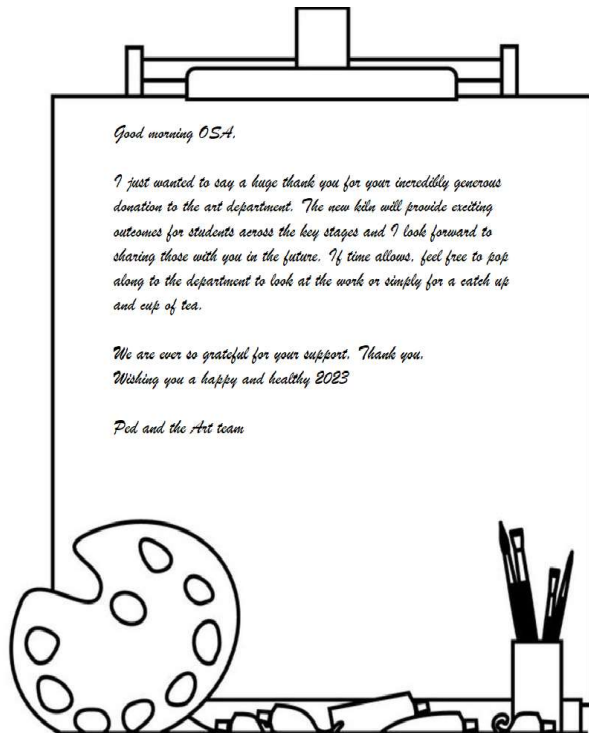 Good morning OSA,
I just wanted to say a huge thank you for your incredibly generous
donation to the art department. The new kiln will provide exciting
outcomes for students across the key stages and I look forward to
sharing those with you in the future. If time allows, feel free to pop
along to the department to look at the work or simply for a catch up
and cup of tea.
We are ever so grateful for your support. Thank you.
Wishing you a happy and healthy 2023
Ped and the Art team